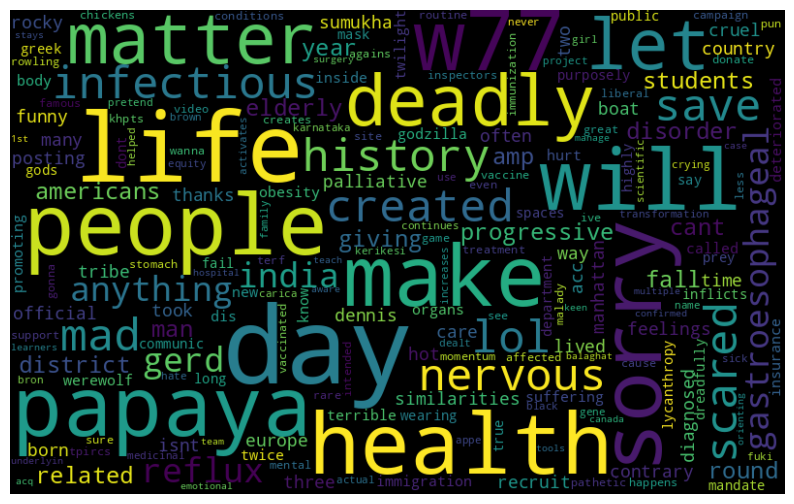 chickens
conditions
routine
never
public
campaign
pun
rocky
greek
matter
w77
let
sumukha
mask
agains
twilight
girl
two
cruel
stays
rowling
year
country
project
donate
body
infectious
inside
inspectors
immunization
purposely
students
famous
pretend
surgery
deadly
liberal
save
funny
video
brown
elderly
activates
boat
life
khpts
karnataka
godzilla
great
manage
disorder
many
1st
helped
creates
site
often
amp
hurt
crying
case
posting
dont
wanna
equity
history
vaccine
highly
scientific
gods
use
even
will
say
less
deteriorated
americans
thanks
obesity
palliative
ive
people
created
spaces
transformation
cant
gastroesophageal
promoting
family
continues
progressive
called
prey
tribe
fail
terf
teach
giving
game
treatment
way
stomach
hospital
kerikesi
increases
acc
manhattan
fall
time
india
aware
make
multiple
anything
gonna
new
carica
know
department
inflicts
official
took
dis
dennis
organs
malady
keen
confirmed
name
support
communic
vaccinated
care
see
lived
sorry
feelings
learners
mad
man
day
lol
insurance
district
gerd
hot
momentum
affected
balaghat
scared
lycanthropy
dreadfully
sick
bron
werewolf
hate
long
intended
dealt
nervous
cause
diagnosed
suffering
orienting
papaya
rare
similarities
black
gene
born
sure
team
isnt
europe
terrible
wearing
appe
true
canada
contrary
round
fuki
underlyin
tpircs
medicinal
twice
health
tools
related
reflux
mental
actual
recruit
happens
mandate
acq
emotional
three
immigration
pathetic